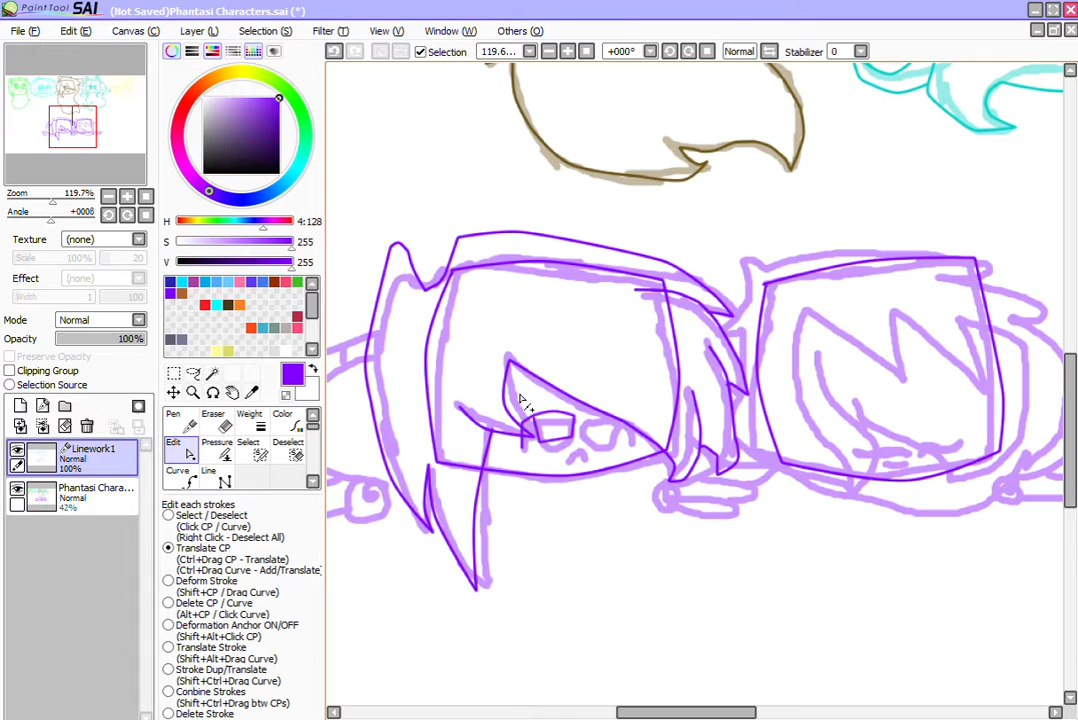 PaintTool SAI (Not Saved)Phantasi Characters.sai (*)
File (F) Edit (E) Canvas (C) Layer (L) Selection (S) Filter (T) View (V) Window (W) Others (O)
Selection 119.6... +000° Normal Stabilizer 0
Zoom 119.7%
Angle +000θ
Texture (none)
Scale 100% 20
Effect (none)
Width 1 100
Mode Normal
Opacity 100%
Preserve Opacity
Clipping Group
Selection Source
Linework1
Normal
100%
Phantasi Chara...
Normal
42%
H 4:128
S 255
V 255
Pen Eraser Weight Color
Edit Pressure Select Deselect
Curve Line
Edit each strokes
Select / Deselect
(Click CP / Curve)
(Right Click - Deselect All)
Translate CP
(Ctrl+Drag CP - Translate)
(Ctrl+Drag Curve - Add/Translate)
Deform Stroke
(Shift+Drag CP / Drag Curve)
Delete CP / Curve
(Alt+CP / Click Curve)
Deformation Anchor ON/OFF
(Shift+Alt+Click CP)
Translate Stroke
(Shift+Alt+Drag Curve)
Stroke Dup/Translate
(Shift+Ctrl+Drag Curve)
Combine Strokes
(Shift+Ctrl+Drag btw CPs)
Delete Stroke